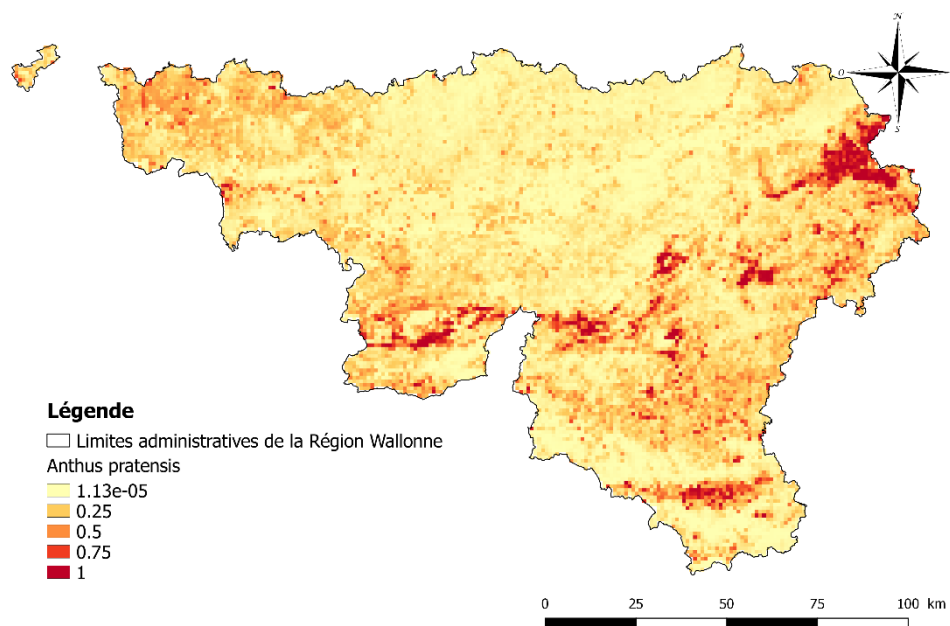 N
O
S
Légende
Limites administratives de la Région Wallonne
Anthus pratensis
1.13e-05
0.25
0.5
0.75
1
0 25 50 75 100 km